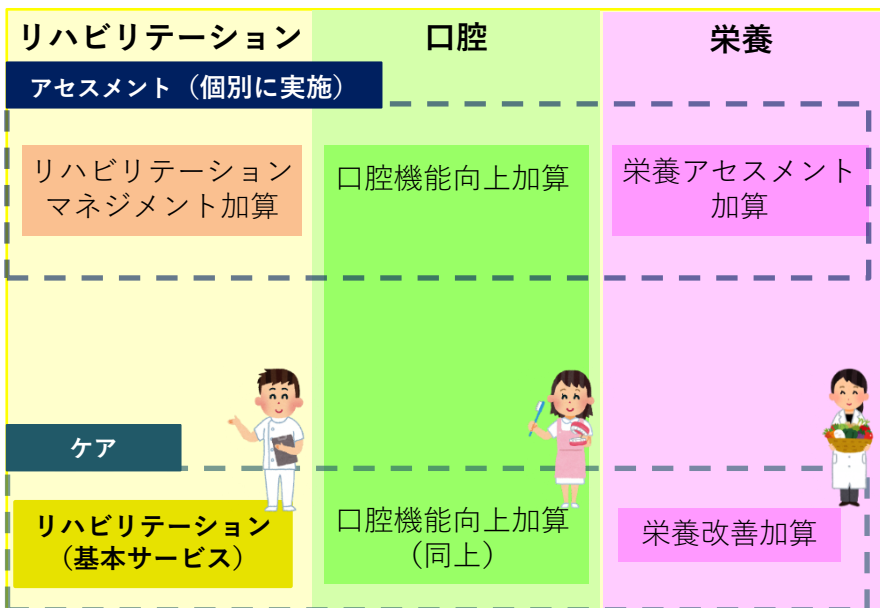 リハビリテーション
口腔
栄養
アセスメント（個別に実施）
リハビリテーション
マネジメント加算
口腔機能向上加算
栄養アセスメント
加算
ケア
リハビリテーション
（基本サービス）
口腔機能向上加算
（同上）
栄養改善加算